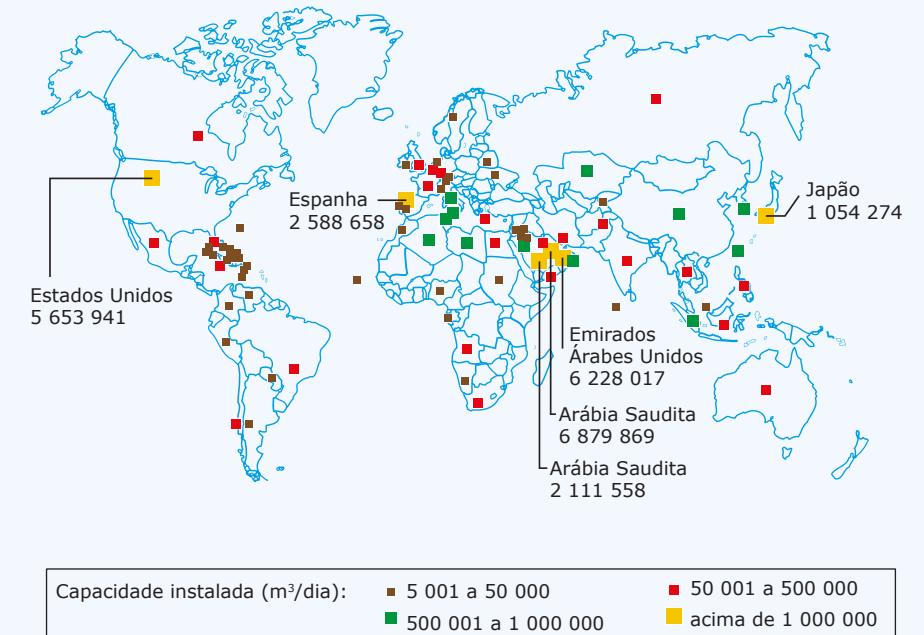 Espanha
2 588 658
Japão
1 054 274
Estados Unidos
5 653 941
Emirados
Árabes Unidos
6 228 017
Arábia Saudita
6 879 869
Arábia Saudita
2 111 558
Capacidade instalada (m³/dia):
5 001 a 50 000
50 001 a 500 000
500 001 a 1 000 000
acima de 1 000 000